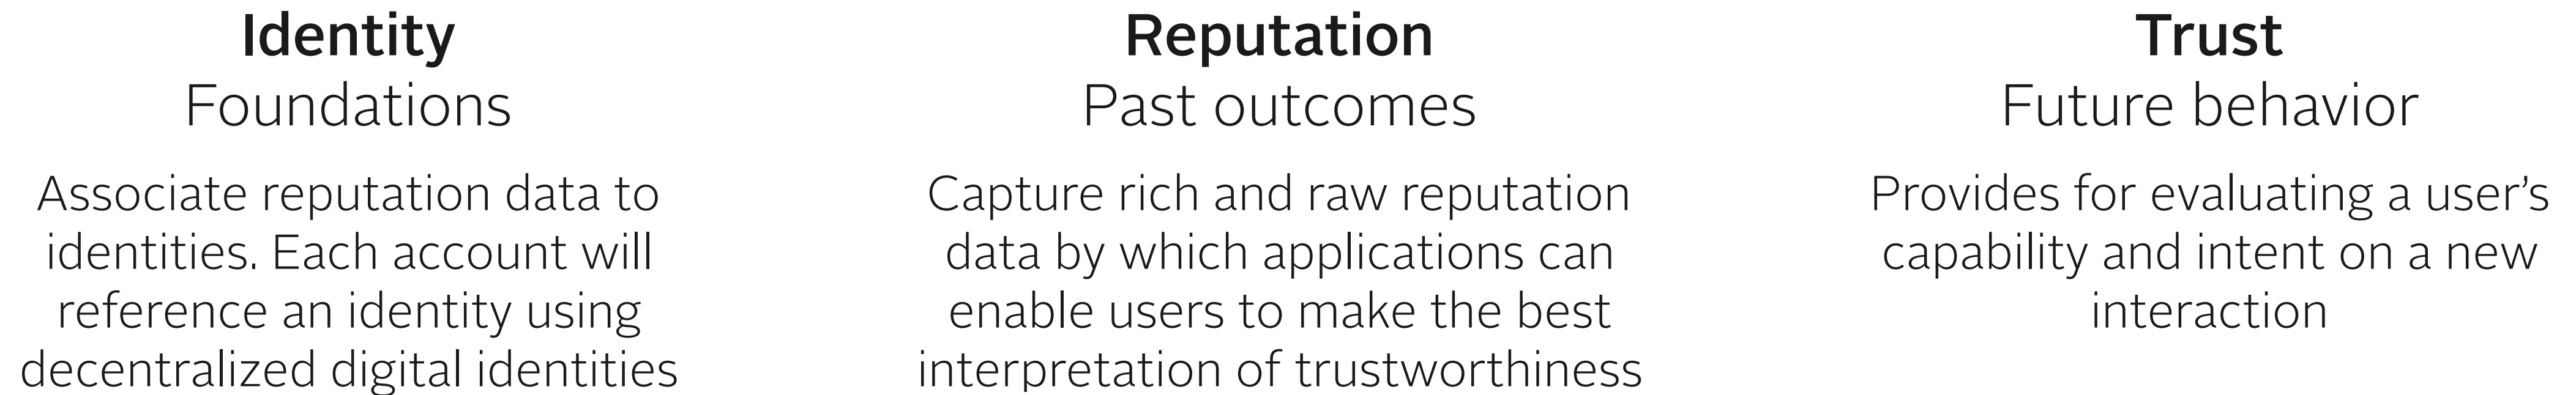 Identity
Foundations
Associate reputation data to
identities. Each account will
reference an identity using
decentralized digital identities
Reputation
Past outcomes
Capture rich and raw reputation
data by which applications can
enable users to make the best
interpretation of trustworthiness
Trust
Future behavior
Provides for evaluating a user’s
capability and intent on a new
interaction